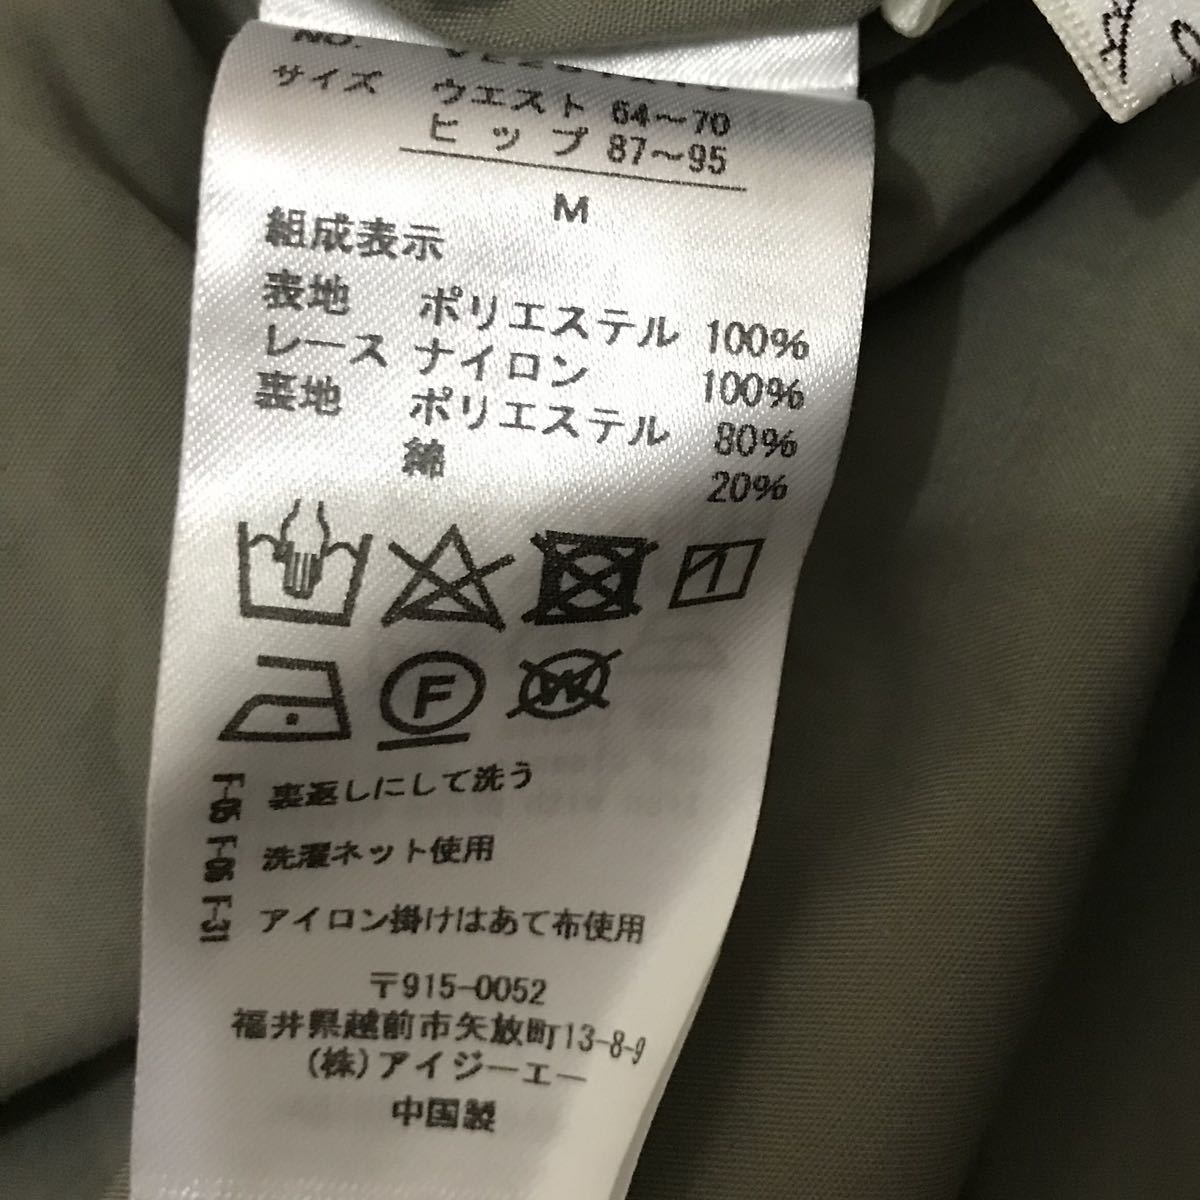 NO.
サイズ ウエスト 64〜70
ヒップ 87〜95
M
組成表示
表地 ポリエステル 100%
レース ナイロン 100%
裏地 ポリエステル 80%
綿 20%
F
W
F-05 裏返しにして洗う
F-06 洗濯ネット使用
F-31 アイロン掛けはあて布使用
〒915-0052
福井県越前市矢放町13-8-9
(株)アイジーエー
中国製